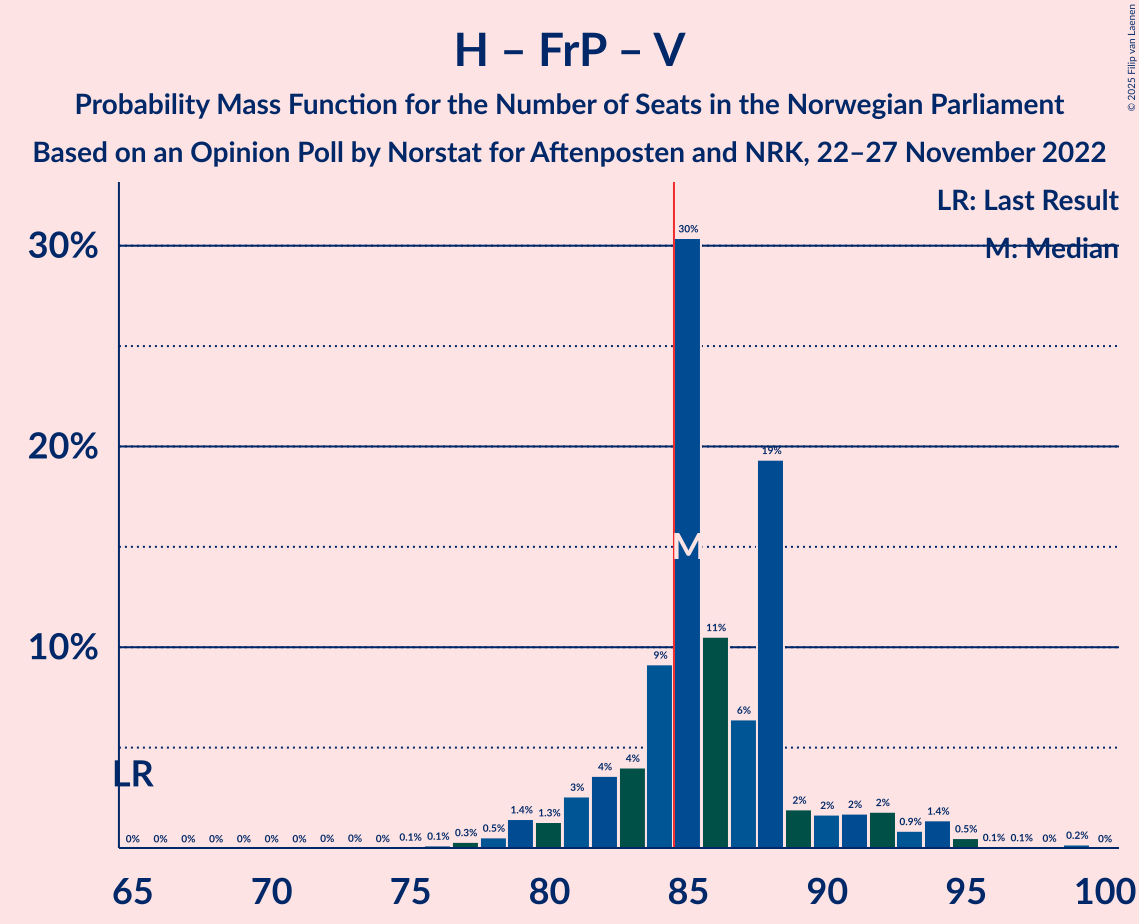 H – FrP – V
Probability Mass Function for the Number of Seats in the Norwegian Parliament
Based on an Opinion Poll by Norstat for Aftenposten and NRK, 22–27 November 2022
© 2025 Filip van Laenen
LR: Last Result
M: Median
30%
20%
10%
LR
M
0% 0% 0% 0% 0% 0% 0% 0% 0% 0% 0.1% 0.1% 0.3% 0.5% 1.4% 1.3% 3% 4% 4% 9% 30% 11% 6% 19% 2% 2% 2% 2% 0.9% 1.4% 0.5% 0.1% 0.1% 0% 0.2% 0%
65 70 75 80 85 90 95 100